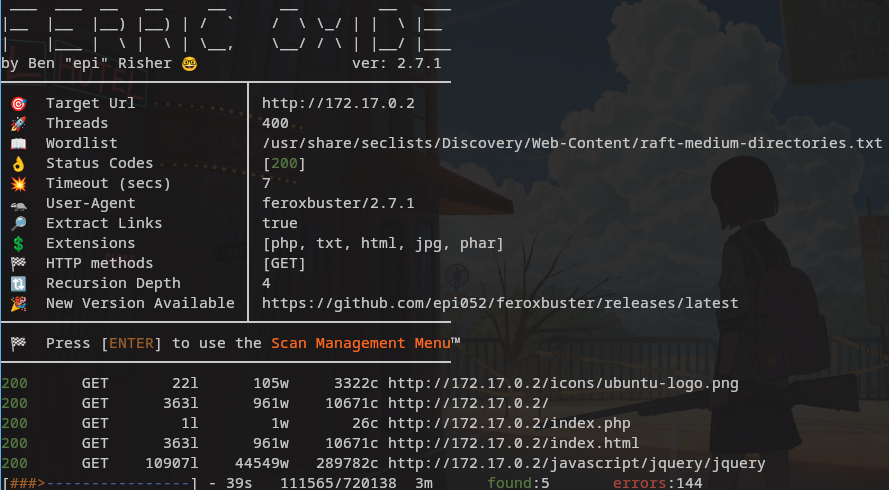 by Ben "epi" Risher 🤓 ver: 2.7.1
🎯 Target Url │ http://172.17.0.2
🚀 Threads │ 400
📖 Wordlist │ /usr/share/seclists/Discovery/Web-Content/raft-medium-directories.txt
👌 Status Codes │ [200]
💥 Timeout (secs) │ 7
🦡 User-Agent │ feroxbuster/2.7.1
🔎 Extract Links │ true
💲 Extensions │ [php, txt, html, jpg, phar]
🏁 HTTP methods │ [GET]
🔃 Recursion Depth │ 4
🎉 New Version Available │ https://github.com/epi052/feroxbuster/releases/latest
🏁 Press [ENTER] to use the Scan Management Menu™
200 GET 22l 105w 3322c http://172.17.0.2/icons/ubuntu-logo.png
200 GET 363l 961w 10671c http://172.17.0.2/
200 GET 1l 1w 26c http://172.17.0.2/index.php
200 GET 363l 961w 10671c http://172.17.0.2/index.html
200 GET 10907l 44549w 289782c http://172.17.0.2/javascript/jquery/jquery
[###>----------------] - 39s 111565/720138 3m found:5 errors:144